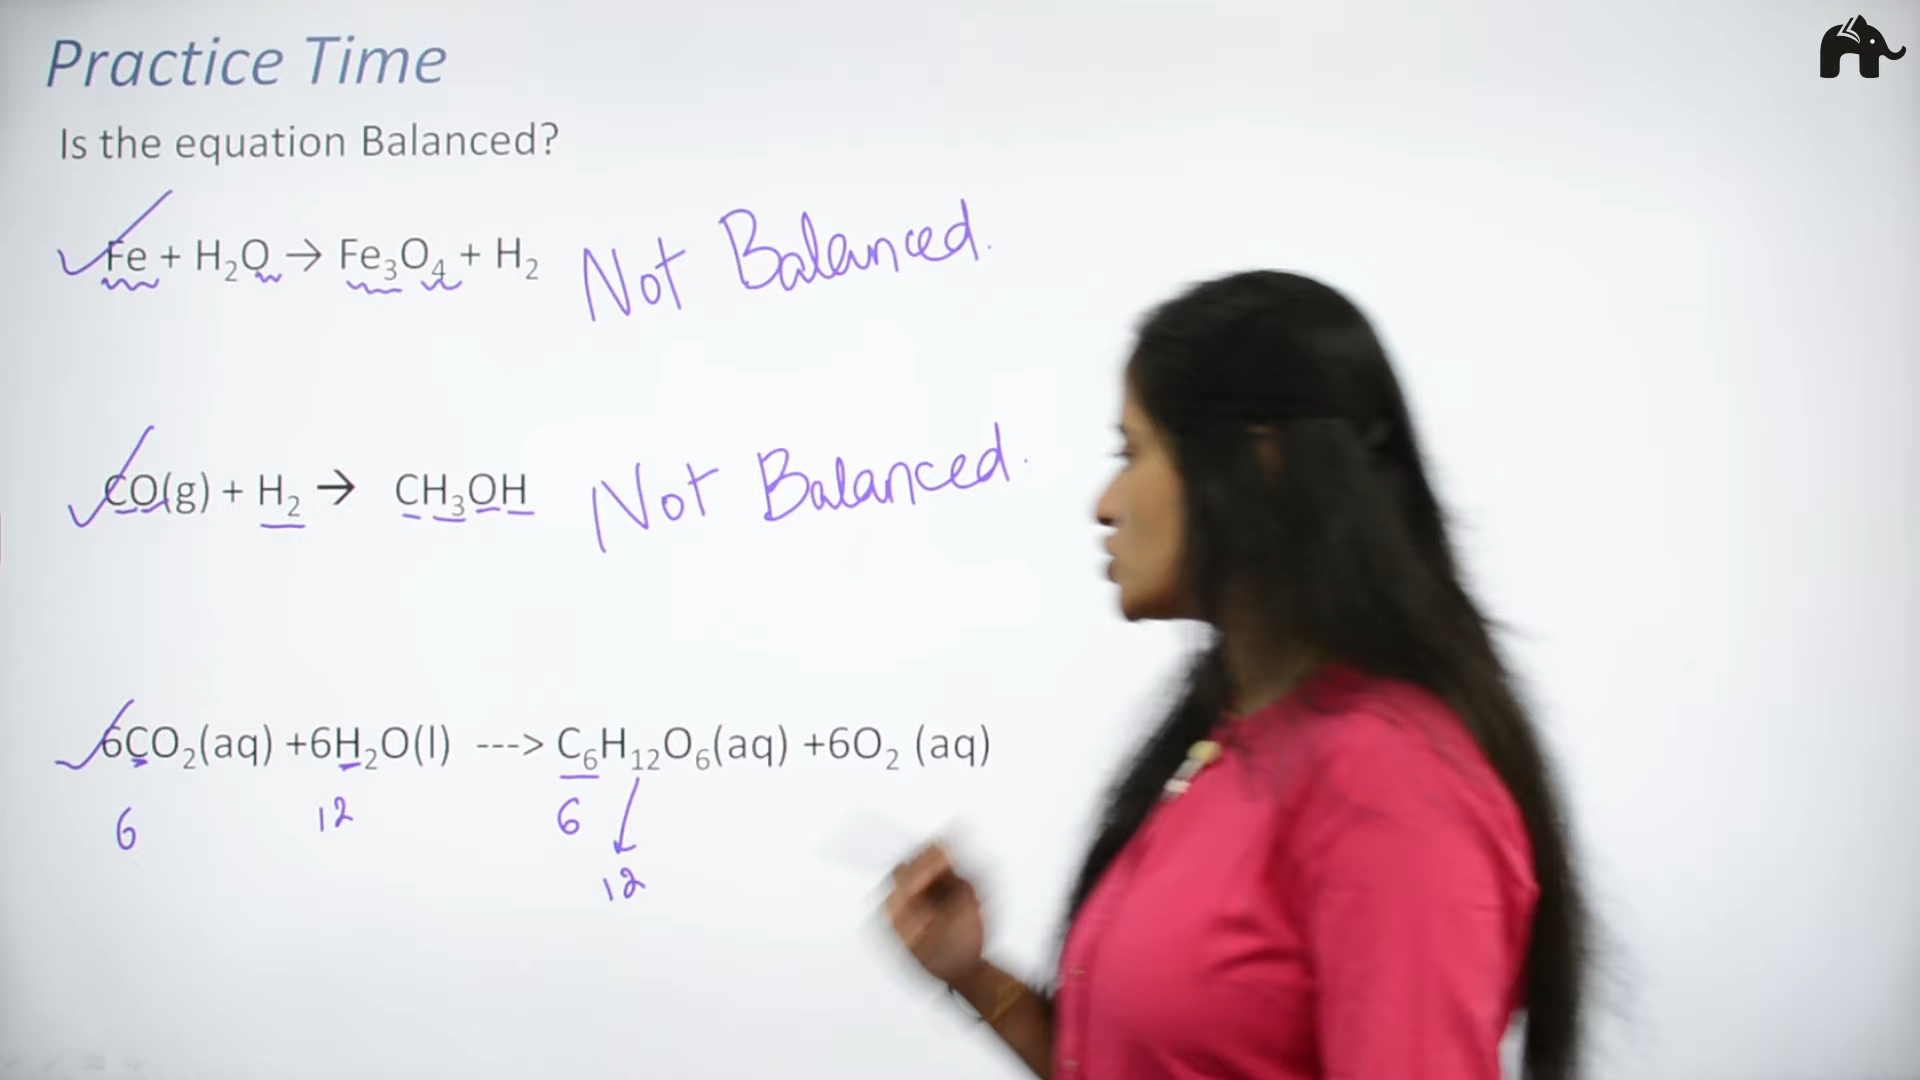 Practice Time
Is the equation Balanced?
Fe + H₂O → Fe₃O₄ + H₂ Not Balanced.
CO(g) + H₂ → CH₃OH Not Balanced.
6CO₂(aq) +6H₂O(l) ---> C₆H₁₂O₆(aq) +6O₂ (aq)
6 12 6
12